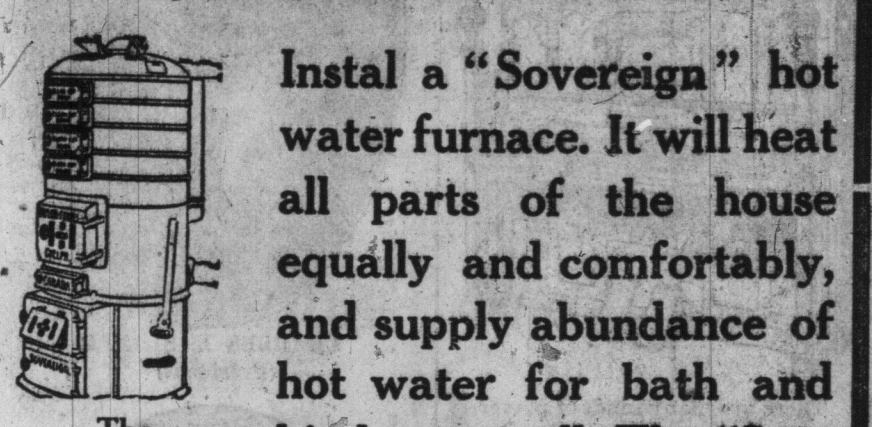 Instal a "Sovereign" hot
water furnace. It will heat
all parts of the house
equally and comfortably,
and supply abundance of
hot water for bath and